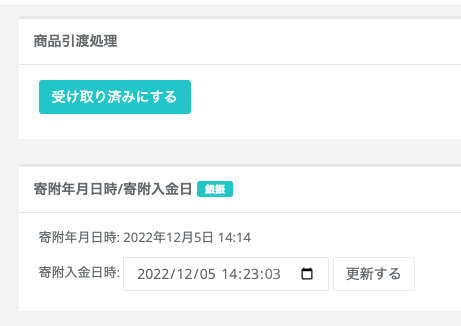 商品引渡処理
受け取り済みにする
寄附年月日時/寄附入金日 銀振
寄附年月日時: 2022年12月5日 14:14
寄附入金日時: 2022/12/05 14:23:03 更新する